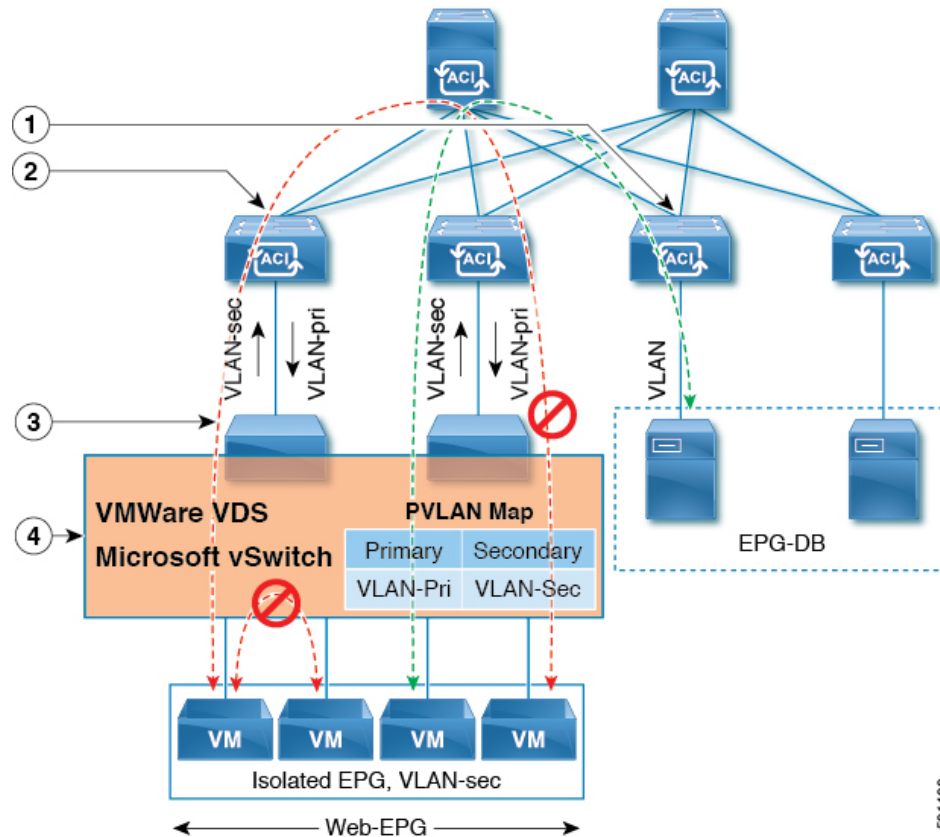 ACI
ACI
1
2
ACI
ACI
ACI
ACI
VLAN-sec
VLAN-pri
VLAN-sec
VLAN-pri
VLAN
3
4
VMWare VDS
Microsoft vSwitch
PVLAN Map
Primary Secondary
VLAN-Pri VLAN-Sec
EPG-DB
VM
VM
VM
VM
Isolated EPG, VLAN-sec
Web-EPG